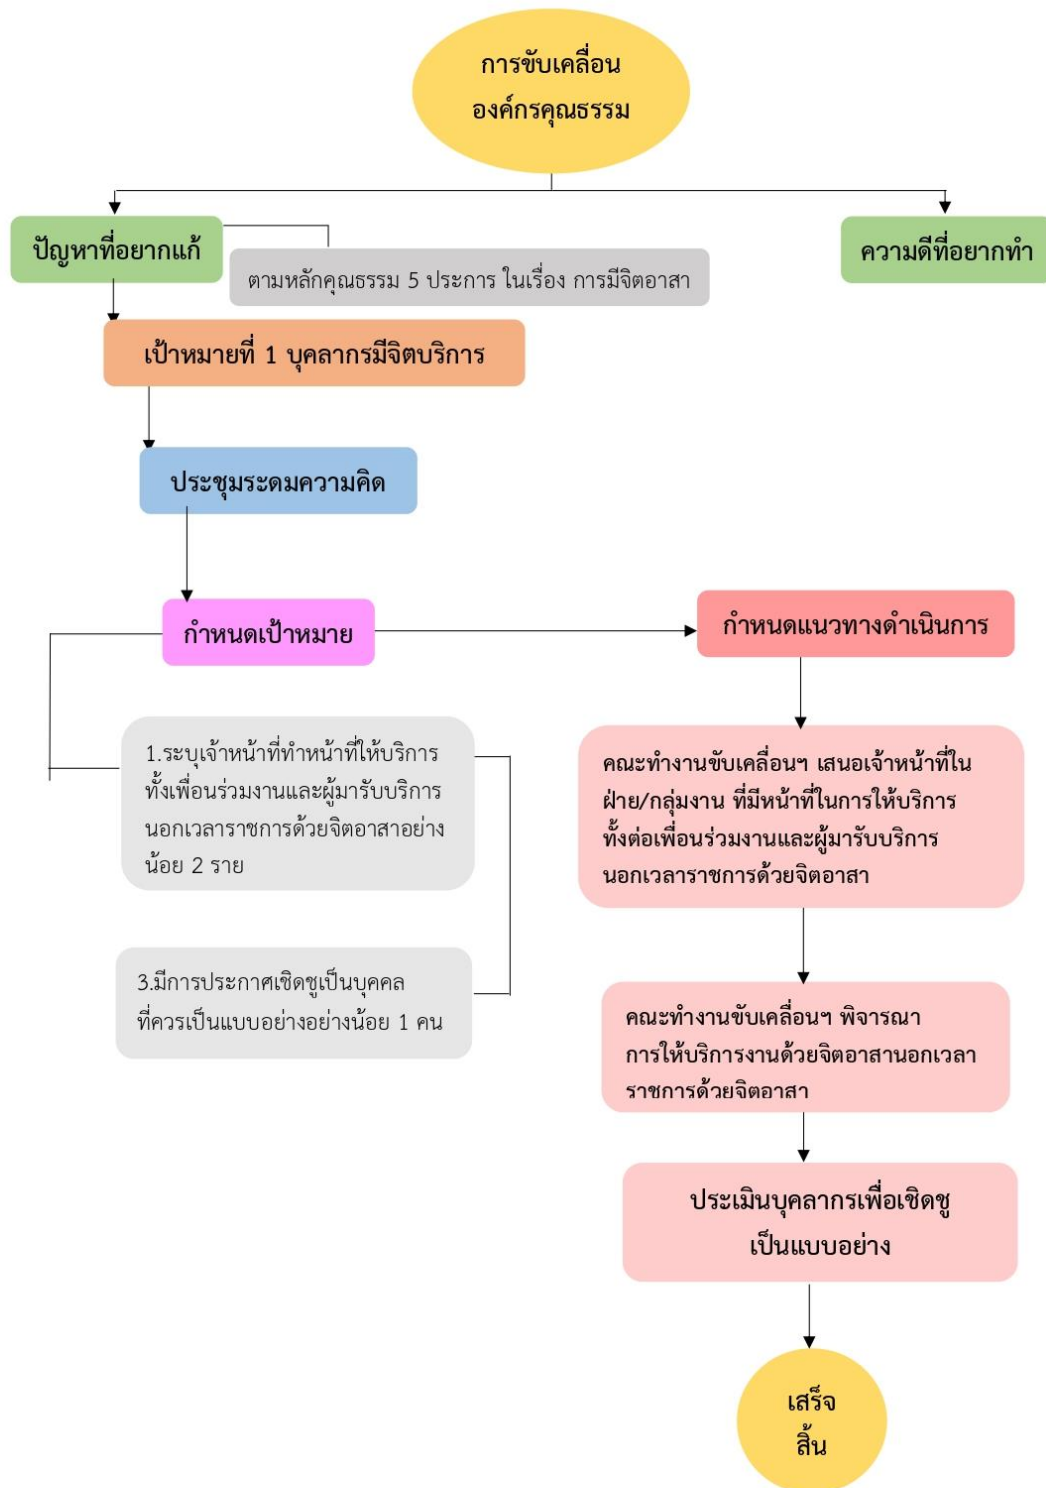 การขับเคลื่อน
องค์กรคุณธรรม
ปัญหาที่อยากแก้
ความดีที่อยากทำ
ตามหลักคุณธรรม 5 ประการ ในเรื่อง การมีจิตอาสา
เป้าหมายที่ 1 บุคลากรมีจิตบริการ
ประชุมระดมความคิด
กำหนดเป้าหมาย
กำหนดแนวทางดำเนินการ
1.ระบุเจ้าหน้าที่ทำหน้าที่ให้บริการ
ทั้งเพื่อนร่วมงานและผู้มารับบริการ
นอกเวลาราชการด้วยจิตอาสาอย่าง
น้อย 2 ราย
3.มีการประกาศเชิดชูเป็นบุคคล
ที่ควรเป็นแบบอย่างอย่างน้อย 1 คน
คณะทำงานขับเคลื่อนฯ เสนอเจ้าหน้าที่ใน
ฝ่าย/กลุ่มงาน ที่มีหน้าที่ในการให้บริการ
ทั้งต่อเพื่อนร่วมงานและผู้มารับบริการ
นอกเวลาราชการด้วยจิตอาสา
คณะทำงานขับเคลื่อนฯ พิจารณา
การให้บริการงานด้วยจิตอาสานอกเวลา
ราชการด้วยจิตอาสา
ประเมินบุคลากรเพื่อเชิดชู
เป็นแบบอย่าง
เสร็จ
สิ้น